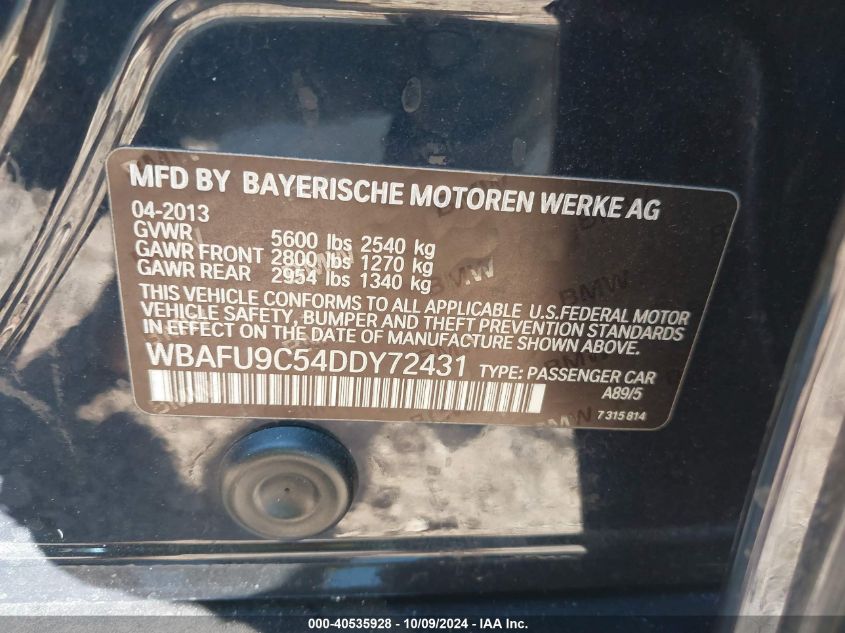 MFD BY BAYERISCHE MOTOREN WERKE AG
04-2013
GVWR 5600 lbs 2540 kg
GAWR FRONT 2800 lbs 1270 kg
GAWR REAR 2954 lbs 1340 kg
THIS VEHICLE CONFORMS TO ALL APPLICABLE U.S.FEDERAL MOTOR
VEHICLE SAFETY, BUMPER AND THEFT PREVENTION STANDARDS
IN EFFECT ON THE DATE OF MANUFACTURE SHOWN ABOVE.
WBAFU9C54DDY72431 TYPE: PASSENGER CAR
A89/5
7315814
000-40535928 - 10/09/2024 - IAA Inc.